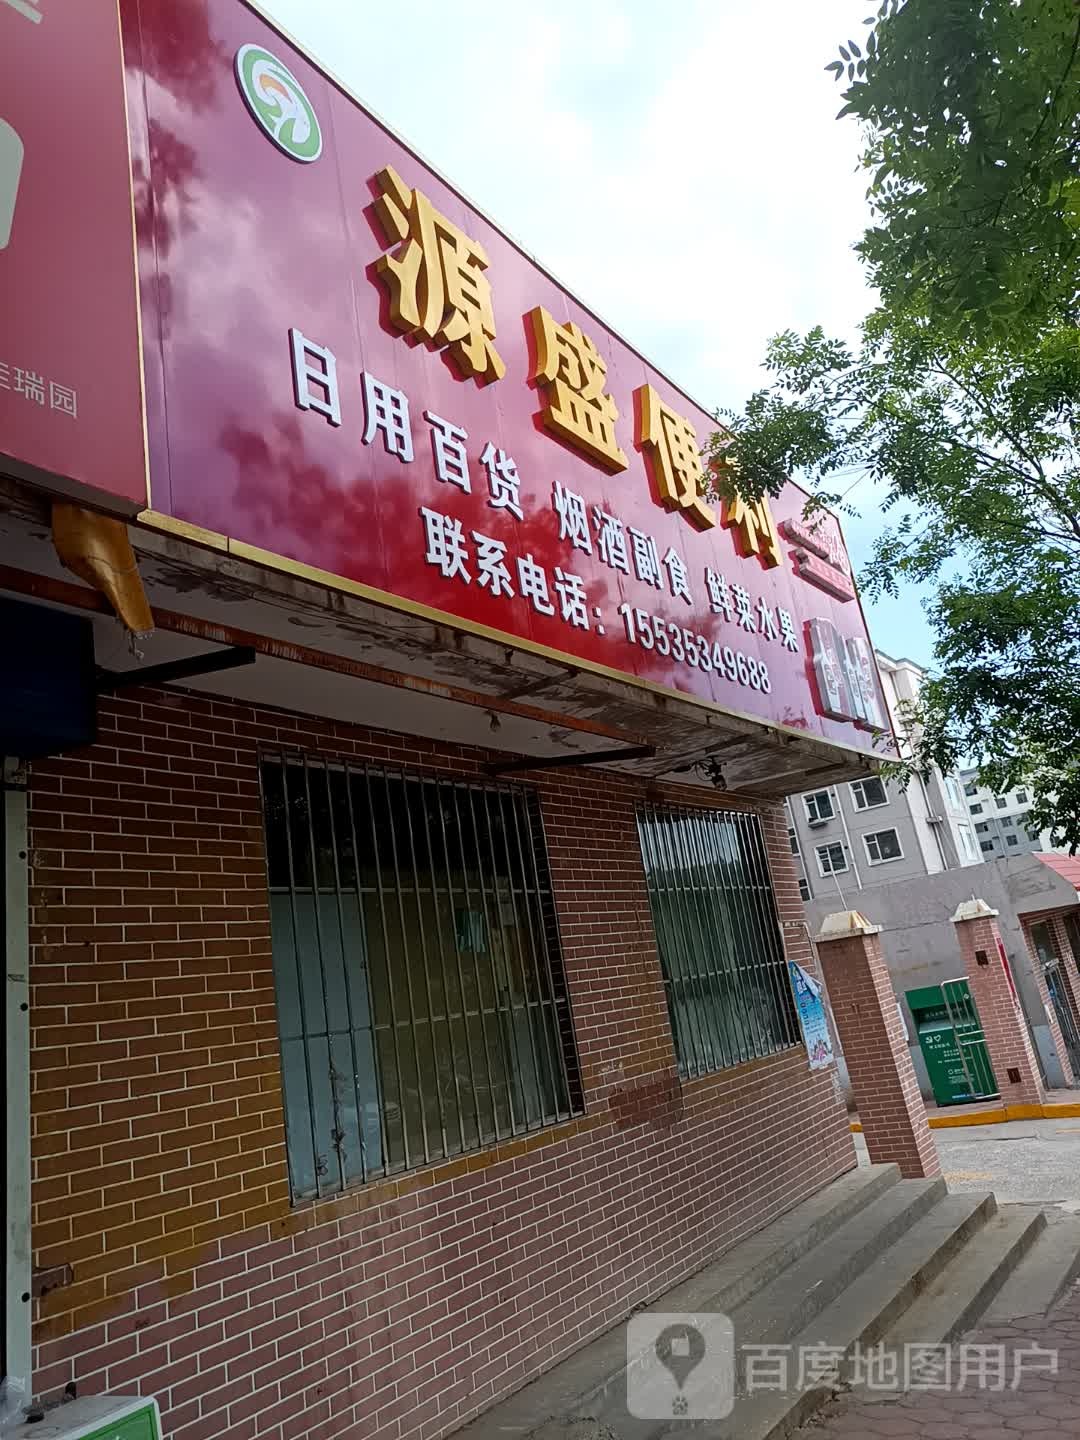 源盛便利
日用百货 烟酒副食 鲜菜水果
联系电话：15535349688
瑞园
百度地图用户